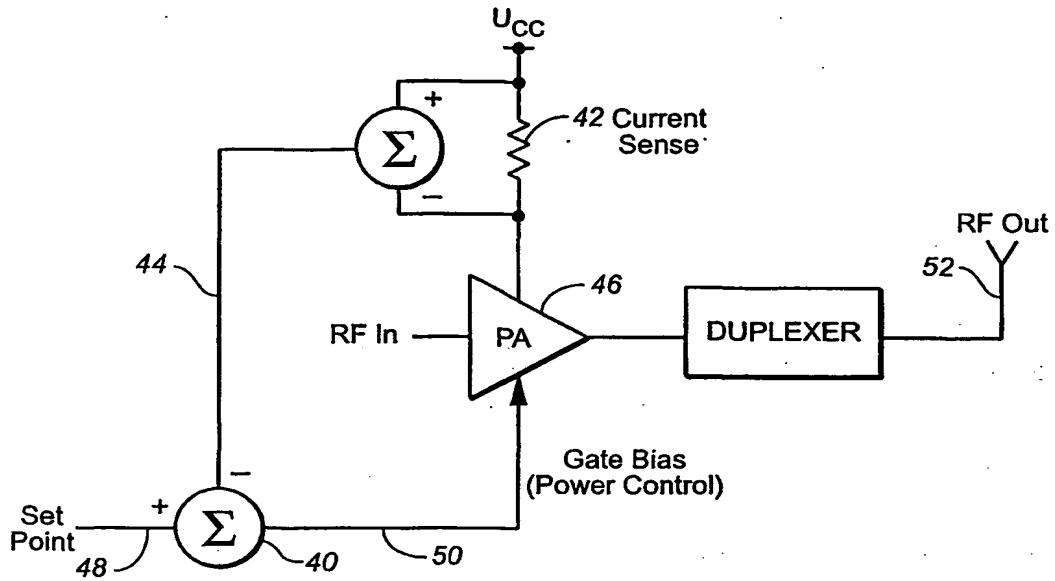 UCC
+
Σ
−
42 Current
Sense
RF Out
52
44
46
RF In
PA
DUPLEXER
Gate Bias
(Power Control)
−
+
Set
Point
Σ
48
40
50